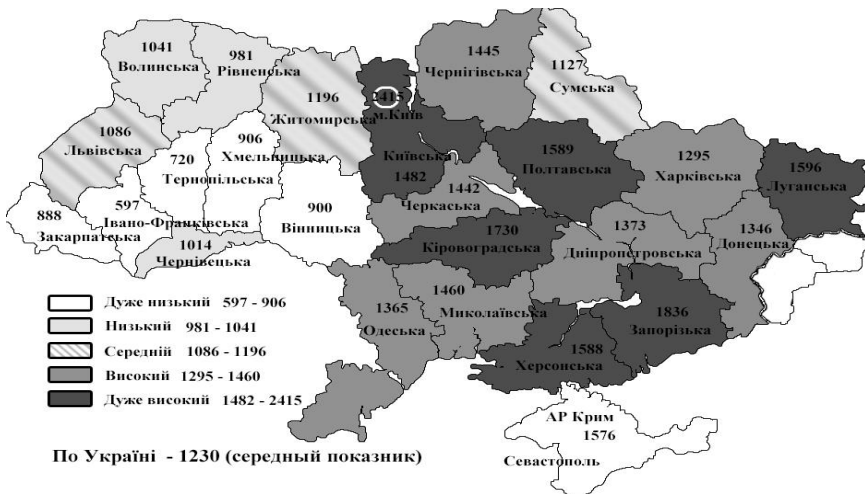 1041
Волинська
981
Рівненська
1445
Чернігівська
1127
Сумська
2415
м.Київ
1196
Житомирська
1086
Львівська
906
Хмельницька
720
Тернопільська
Київська
1482
1589
Полтавська
1295
Харківська
1596
Луганська
597
Івано-Франківська
888
Закарпатська
1442
Черкаська
900
Вінницька
1014
Чернівецька
1730
Кіровоградська
1373
Дніпропетровська
1346
Донецька
1365
Одеська
1460
Миколаївська
1836
Запорізька
1588
Херсонська
АР Крим
1576
Севастополь
Дуже низький 597 - 906
Низький 981 - 1041
Середній 1086 - 1196
Високий 1295 - 1460
Дуже високий 1482 - 2415
По Україні - 1230 (середный показник)